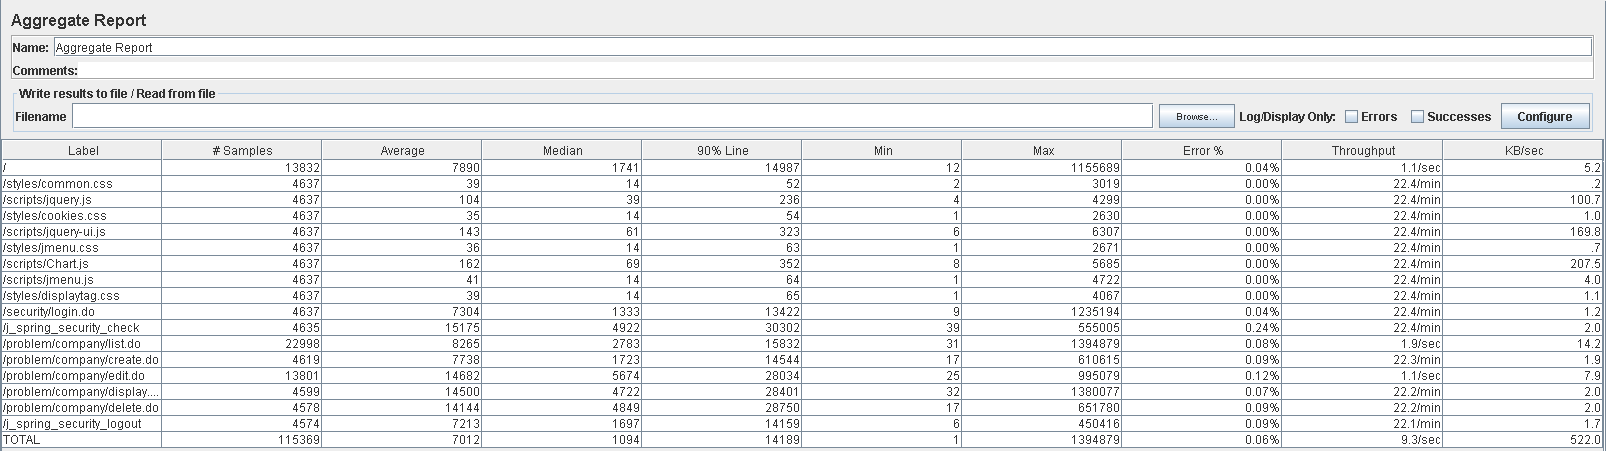 Aggregate Report
Name: Aggregate Report
Comments:
Write results to file / Read from file
Filename Browse... Log/Display Only: Errors Successes Configure
Label # Samples Average Median 90% Line Min Max Error % Throughput KB/sec
/ 13832 7890 1741 14987 12 1155689 0.04% 1.1/sec 5.2
/styles/common.css 4637 39 14 52 2 3019 0.00% 22.4/min .2
/scripts/jquery.js 4637 104 39 236 4 4299 0.00% 22.4/min 100.7
/styles/cookies.css 4637 35 14 54 1 2630 0.00% 22.4/min 1.0
/scripts/jquery-ui.js 4637 143 61 323 6 6307 0.00% 22.4/min 169.8
/styles/jmenu.css 4637 36 14 63 1 2671 0.00% 22.4/min .7
/scripts/Chart.js 4637 162 69 352 8 5685 0.00% 22.4/min 207.5
/scripts/jmenu.js 4637 41 14 64 1 4722 0.00% 22.4/min 4.0
/styles/displaytag.css 4637 39 14 65 1 4067 0.00% 22.4/min 1.1
/security/login.do 4637 7304 1333 13422 9 1235194 0.04% 22.4/min 1.2
/j_spring_security_check 4635 15175 4922 30302 39 555005 0.24% 22.4/min 2.0
/problem/company/list.do 22998 8265 2783 15832 31 1394879 0.08% 1.9/sec 14.2
/problem/company/create.do 4619 7738 1723 14544 17 610615 0.09% 22.3/min 1.9
/problem/company/edit.do 13801 14682 5674 28034 25 995079 0.12% 1.1/sec 7.9
/problem/company/display.... 4599 14500 4722 28401 32 1380077 0.07% 22.2/min 2.0
/problem/company/delete.do 4578 14144 4849 28750 17 651780 0.09% 22.2/min 2.0
/j_spring_security_logout 4574 7213 1697 14159 6 450416 0.09% 22.1/min 1.7
TOTAL 115369 7012 1094 14189 1 1394879 0.06% 9.3/sec 522.0